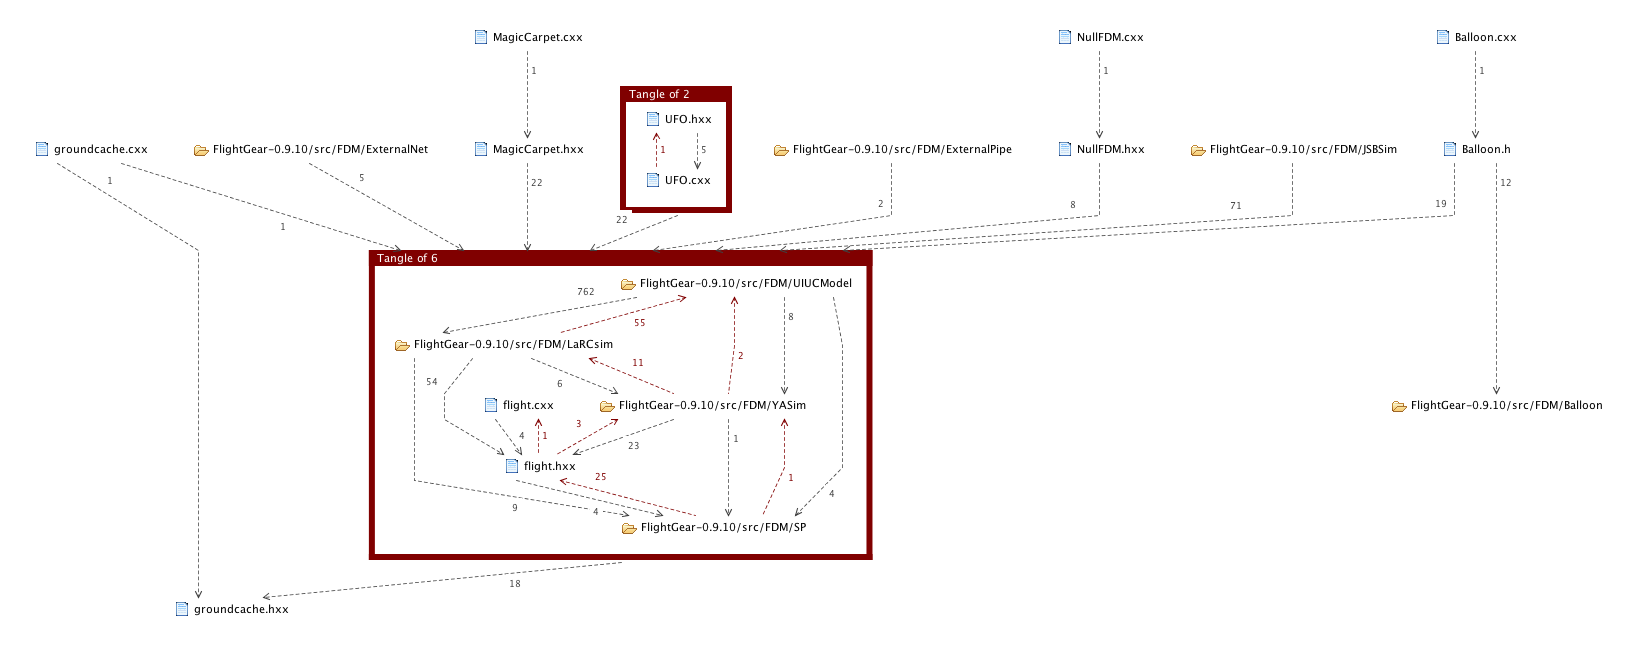 MagicCarpet.cxx
NullFDM.cxx
Balloon.cxx
1
1
1
Tangle of 2
UFO.hxx
1
5
UFO.cxx
groundcache.cxx
FlightGear-0.9.10/src/FDM/ExternalNet
MagicCarpet.hxx
FlightGear-0.9.10/src/FDM/ExternalPipe
NullFDM.hxx
FlightGear-0.9.10/src/FDM/JSBSim
Balloon.h
1
5
22
12
1
22
2
8
71
19
Tangle of 6
FlightGear-0.9.10/src/FDM/UIUCModel
762
55
8
FlightGear-0.9.10/src/FDM/LaRCsim
11
2
54
6
flight.cxx
FlightGear-0.9.10/src/FDM/YASim
FlightGear-0.9.10/src/FDM/Balloon
4
1
3
23
1
flight.hxx
25
1
9
4
4
FlightGear-0.9.10/src/FDM/SP
18
groundcache.hxx